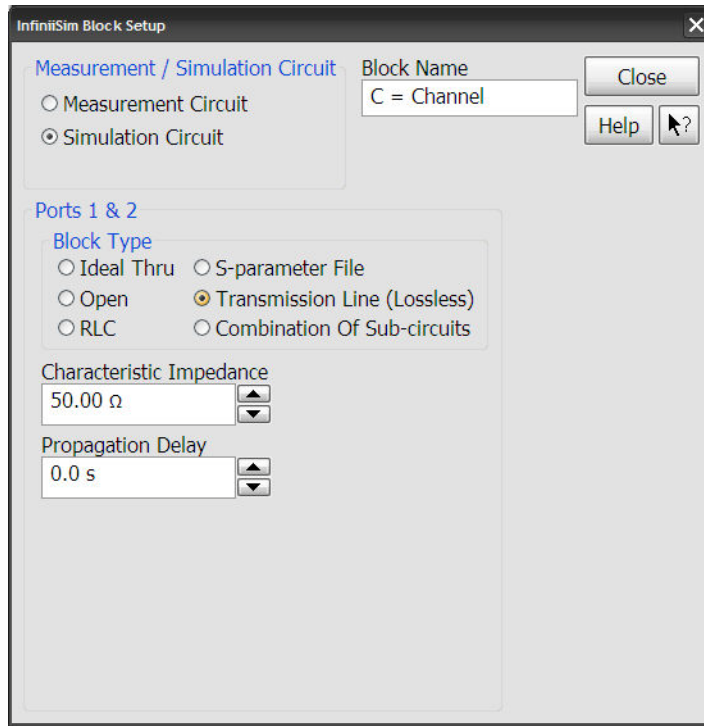 InfiniiSim Block Setup
Measurement / Simulation Circuit
Measurement Circuit
Simulation Circuit
Block Name
C = Channel
Close
Help
?
Ports 1 & 2
Block Type
Ideal Thru
S-parameter File
Open
Transmission Line (Lossless)
RLC
Combination Of Sub-circuits
Characteristic Impedance
50.00 Ω
Propagation Delay
0.0 s